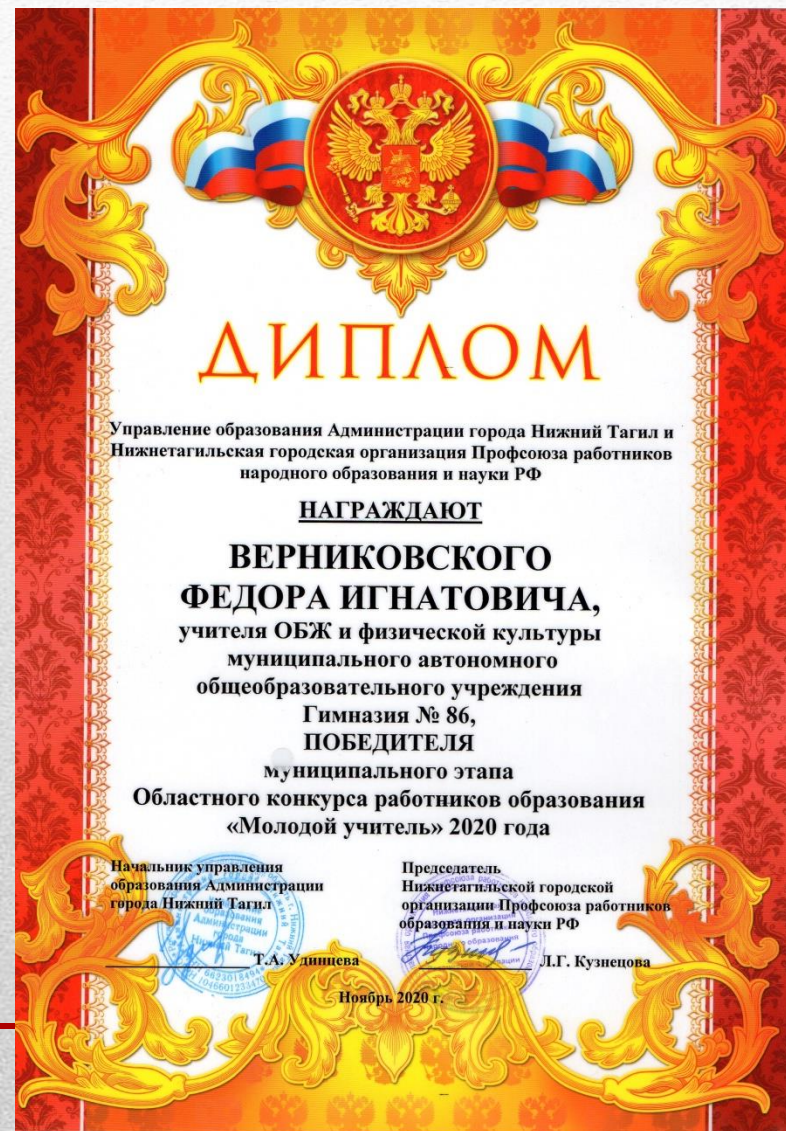 ДИПЛОМ
Управление образования Администрации города Нижний Тагил и
Нижнетагильская городская организация Профсоюза работников
народного образования и науки РФ
НАГРАЖДАЮТ
ВЕРНИКОВСКОГО
ФЕДОРА ИГНАТОВИЧА,
учителя ОБЖ и физической культуры
муниципального автономного
общеобразовательного учреждения
Гимназия № 86,
ПОБЕДИТЕЛЯ
муниципального этапа
Областного конкурса работников образования
«Молодой учитель» 2020 года
Начальник управления
образования Администрации
города Нижний Тагил
Т.А. Удинцева
Председатель
Нижнетагильской городской
организации Профсоюза работников
образования и науки РФ
Л.Г. Кузнецова
Ноябрь 2020 г.